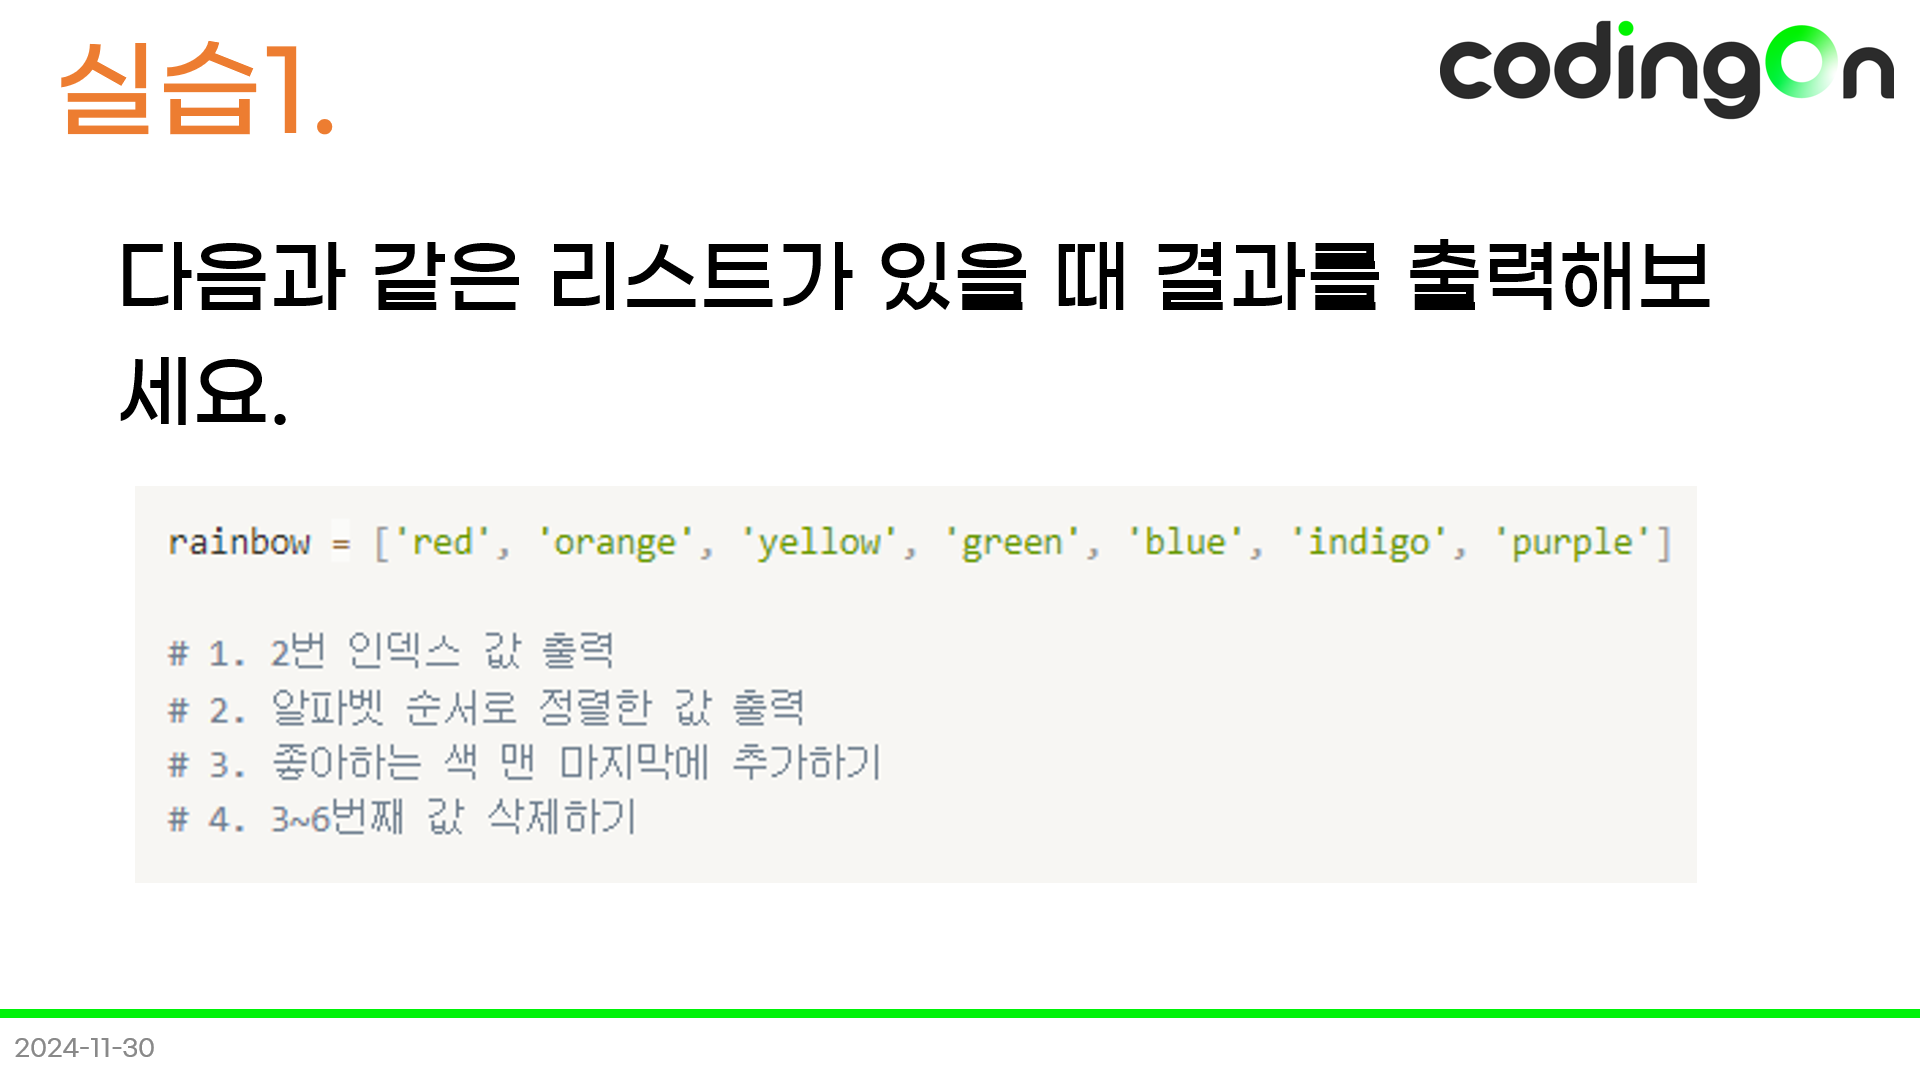 실습1.
codingOn
다음과 같은 리스트가 있을 때 결과를 출력해보
세요.
rainbow = ['red', 'orange', 'yellow', 'green', 'blue', 'indigo', 'purple']
# 1. 2번 인덱스 값 출력
# 2. 알파벳 순서로 정렬한 값 출력
# 3. 좋아하는 색 맨 마지막에 추가하기
# 4. 3~6번째 값 삭제하기
2024-11-30